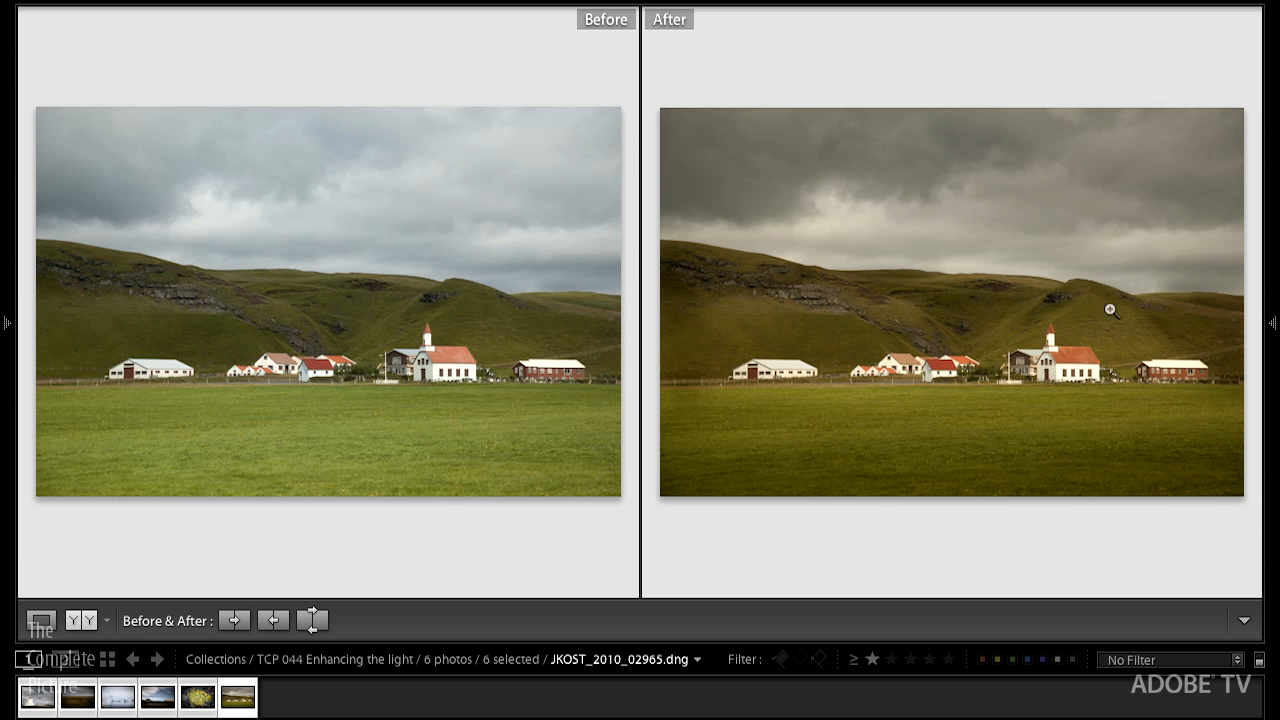 Before
After
Before & After :
The
Complete
Picture
Collections / TCP 044 Enhancing the light / 6 photos / 6 selected / JKOST_2010_02965.dng
Filter :
≥
No Filter
ADOBE® TV